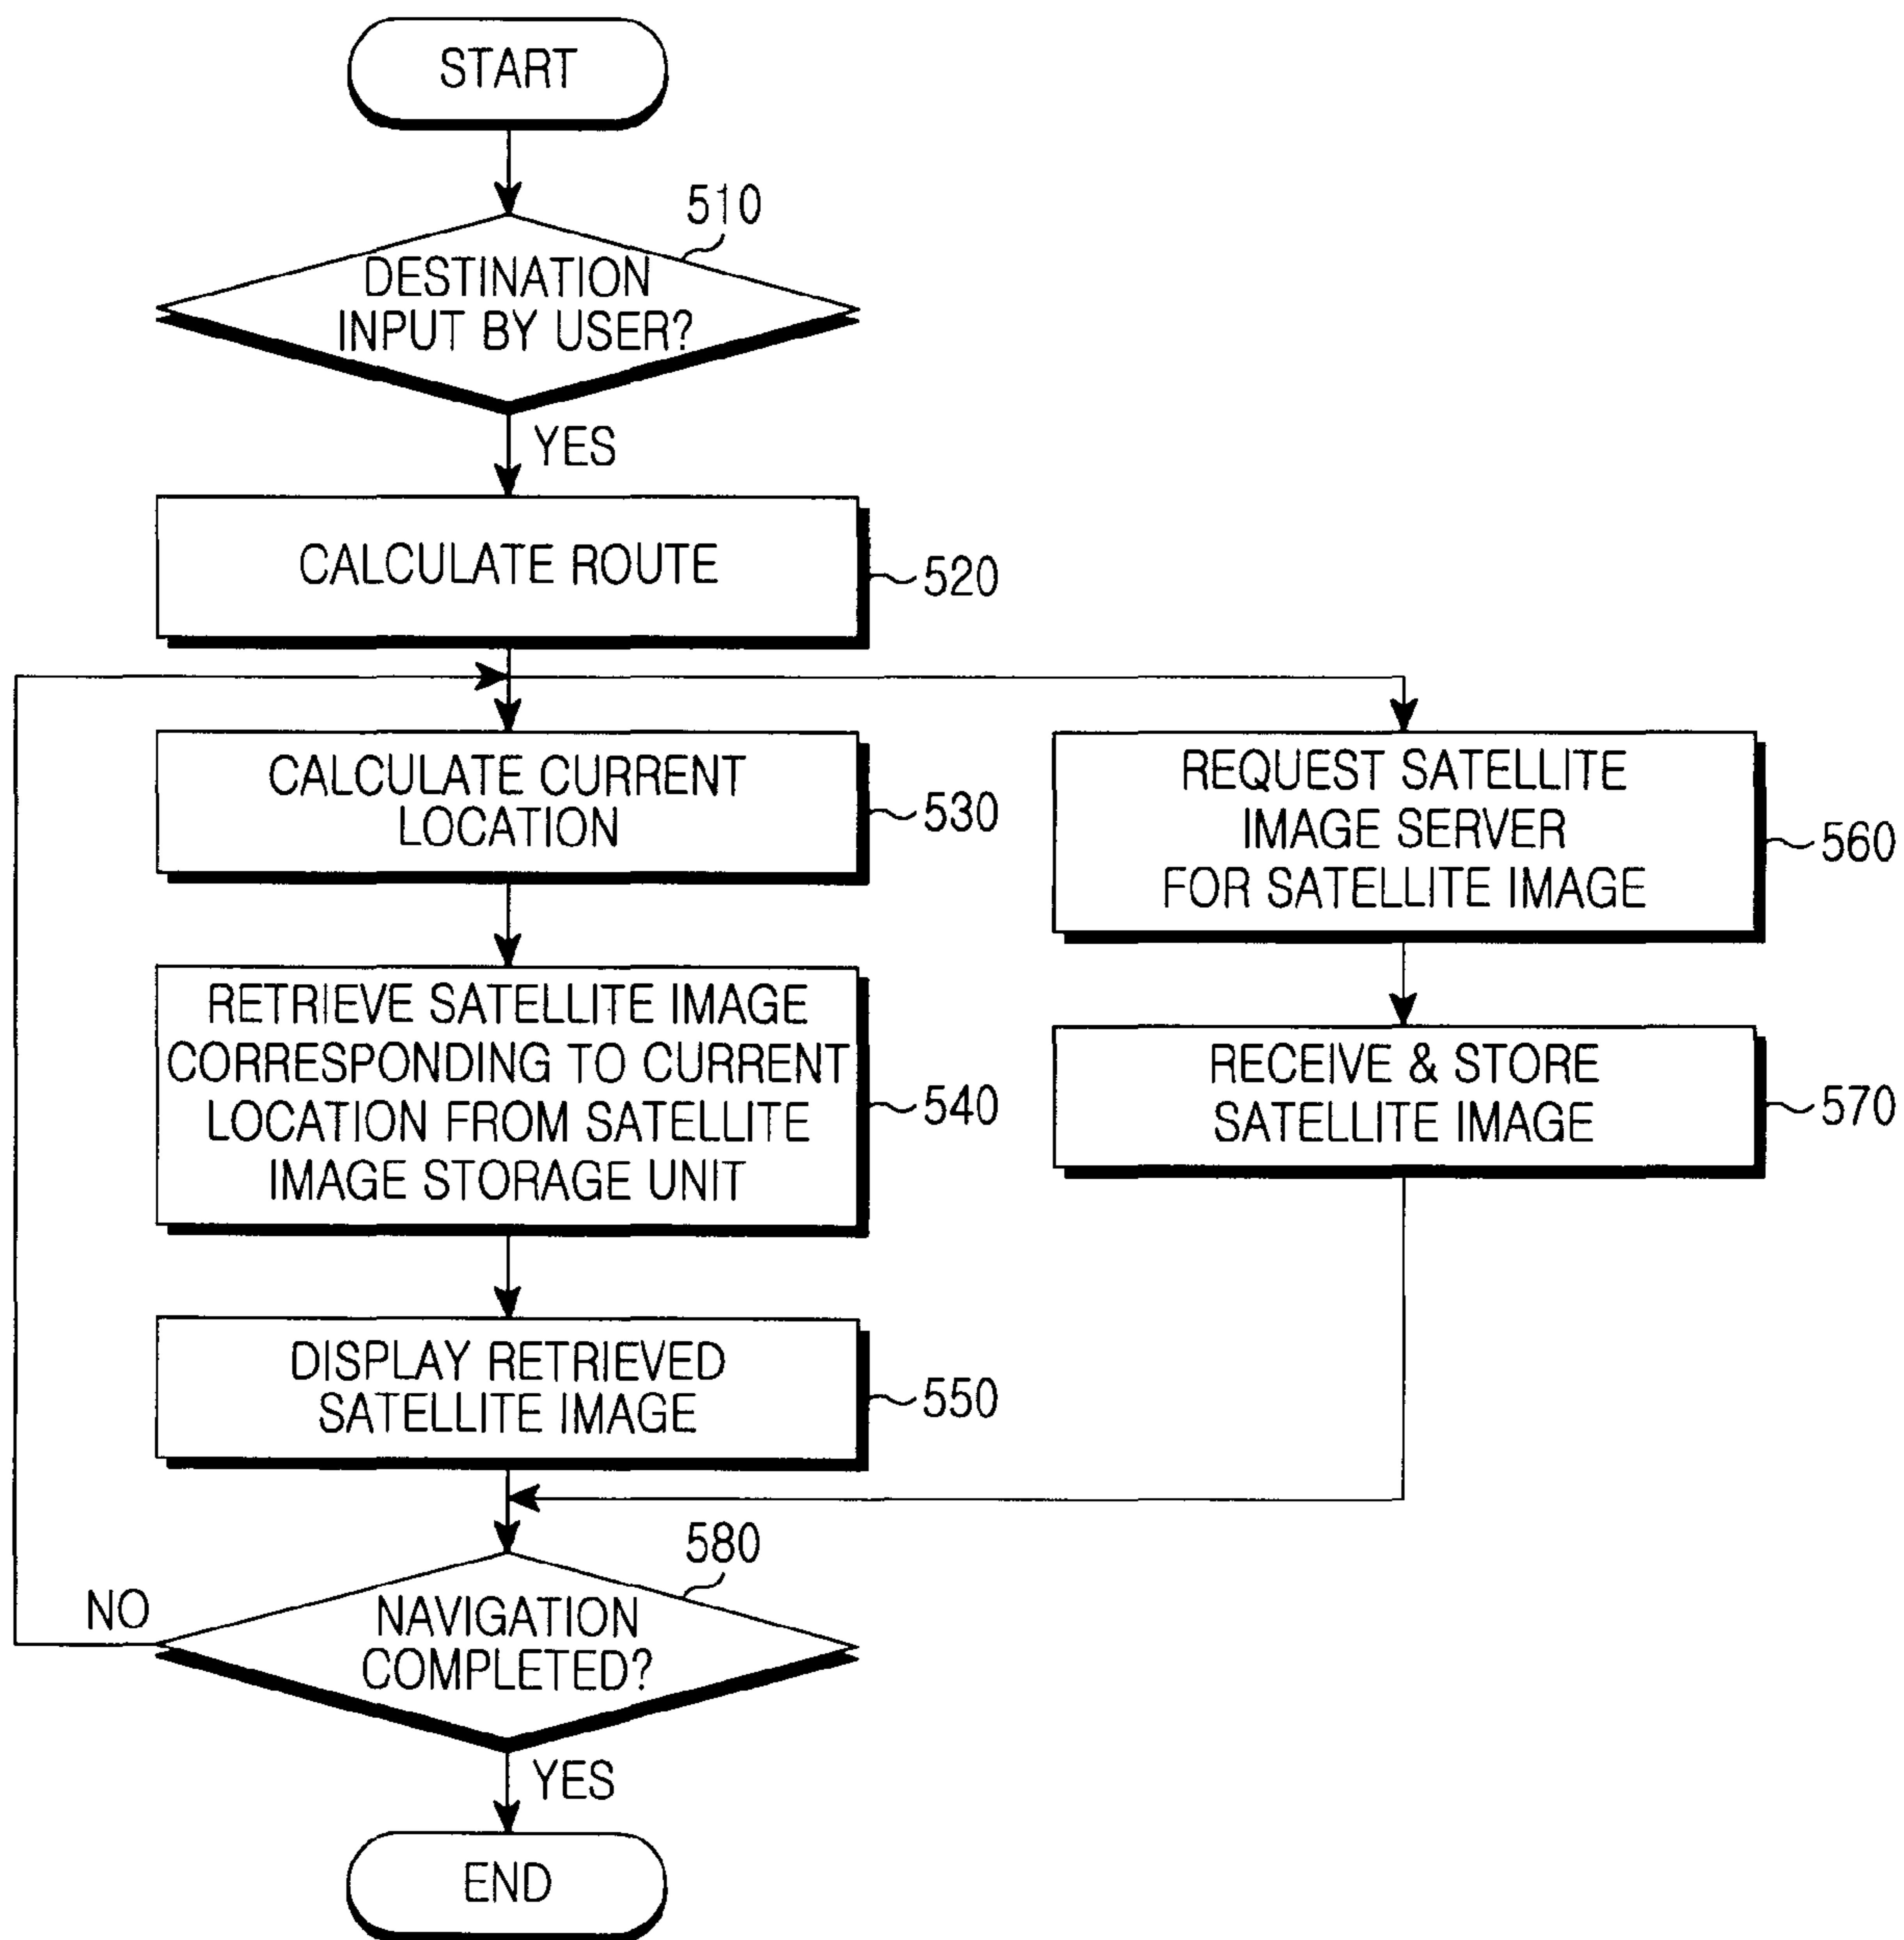 START
510
DESTINATION
INPUT BY USER?
YES
CALCULATE ROUTE
520
CALCULATE CURRENT
LOCATION
530
REQUEST SATELLITE
IMAGE SERVER
FOR SATELLITE IMAGE
560
RETRIEVE SATELLITE IMAGE
CORRESPONDING TO CURRENT
LOCATION FROM SATELLITE
IMAGE STORAGE UNIT
540
RECEIVE & STORE
SATELLITE IMAGE
570
DISPLAY RETRIEVED
SATELLITE IMAGE
550
580
NO
NAVIGATION
COMPLETED?
YES
END